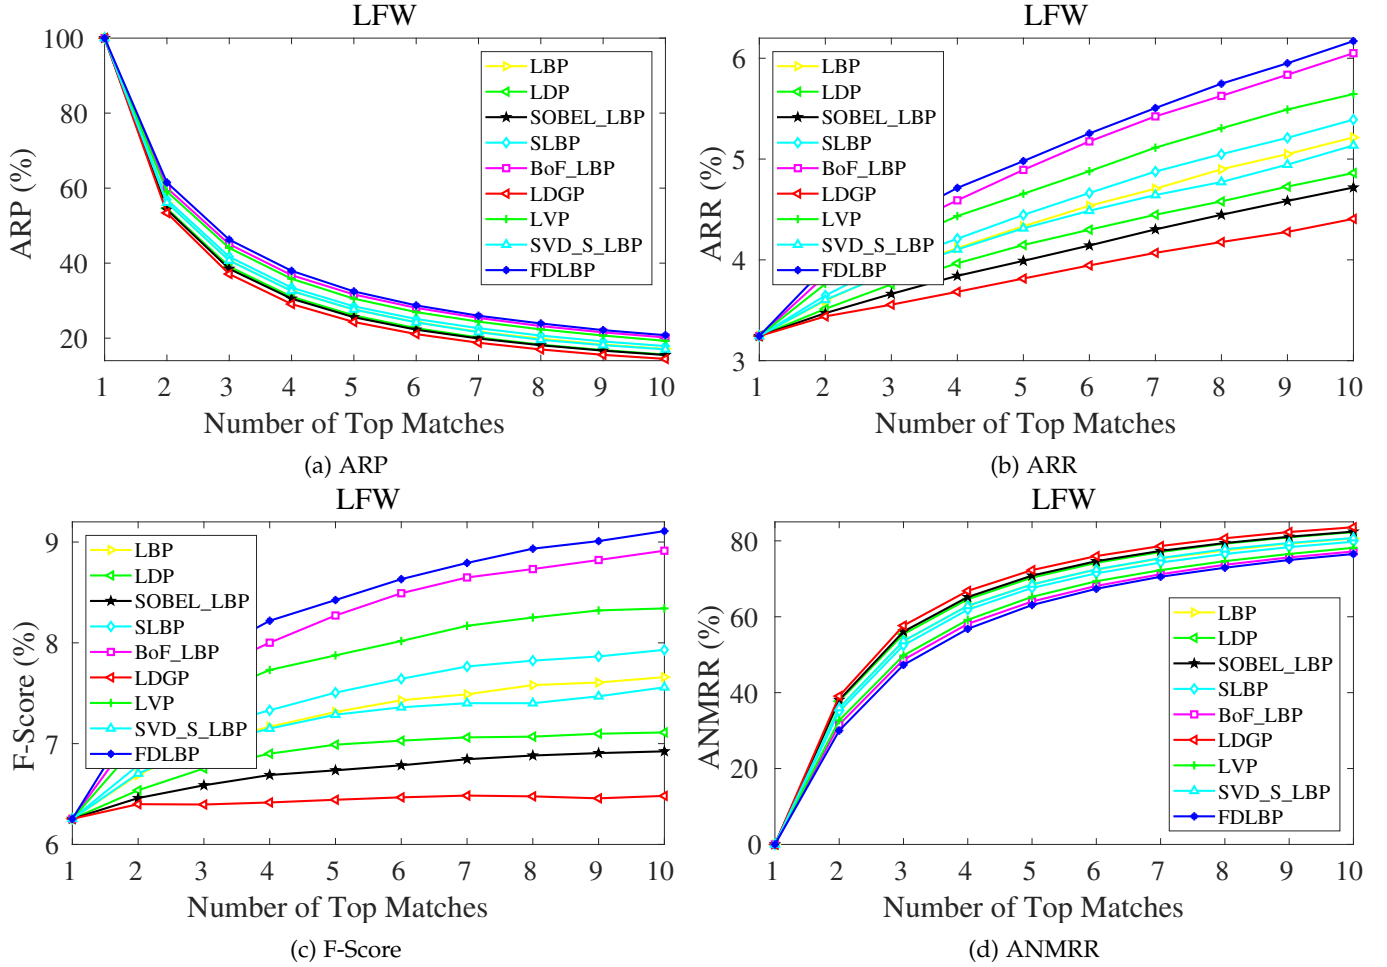 LFW
ARP (%)
100
80
60
40
20
LBP
LDP
SOBEL_LBP
SLBP
BoF_LBP
LDGP
LVP
SVD_S_LBP
FDLBP
1 2 3 4 5 6 7 8 9 10
Number of Top Matches
(a) ARP
LFW
ARR (%)
6
5
4
3
LBP
LDP
SOBEL_LBP
SLBP
BoF_LBP
LDGP
LVP
SVD_S_LBP
FDLBP
1 2 3 4 5 6 7 8 9 10
Number of Top Matches
(b) ARR
LFW
F-Score (%)
9
8
7
6
LBP
LDP
SOBEL_LBP
SLBP
BoF_LBP
LDGP
LVP
SVD_S_LBP
FDLBP
1 2 3 4 5 6 7 8 9 10
Number of Top Matches
(c) F-Score
LFW
ANMRR (%)
80
60
40
20
0
LBP
LDP
SOBEL_LBP
SLBP
BoF_LBP
LDGP
LVP
SVD_S_LBP
FDLBP
1 2 3 4 5 6 7 8 9 10
Number of Top Matches
(d) ANMRR